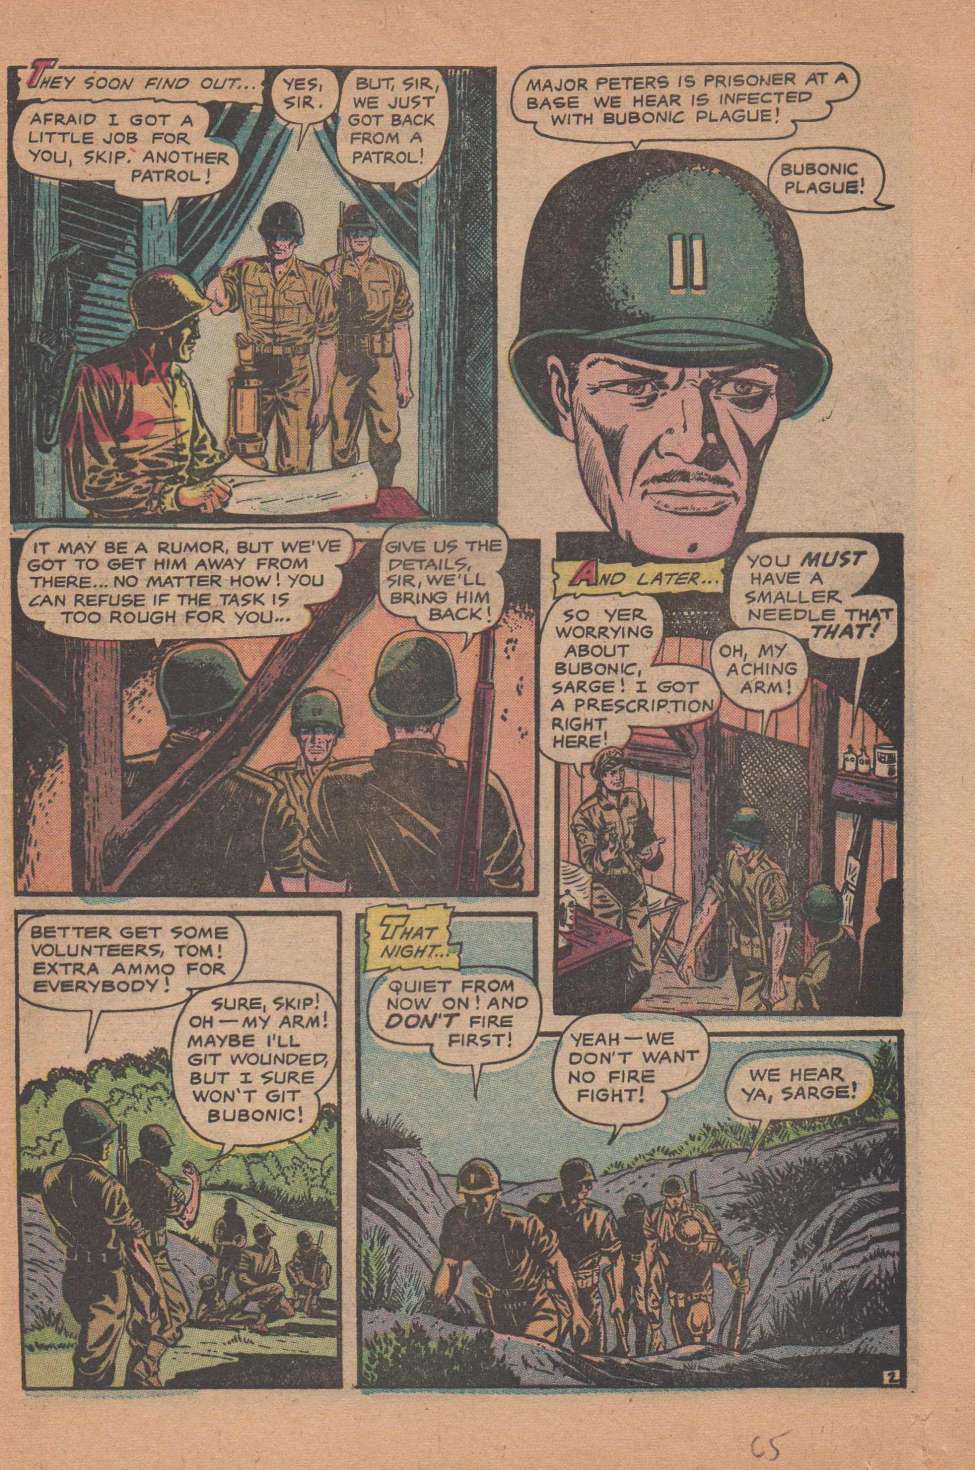 THEY SOON FIND OUT...
AFRAID I GOT A
LITTLE JOB FOR
YOU, SKIP. ANOTHER
PATROL!
YES,
SIR.
BUT, SIR,
WE JUST
GOT BACK
FROM A
PATROL!
MAJOR PETERS IS PRISONER AT A
BASE WE HEAR IS INFECTED
WITH BUBONIC PLAGUE!
BUBONIC
PLAGUE!
IT MAY BE A RUMOR, BUT WE'VE
GOT TO GET HIM AWAY FROM
THERE... NO MATTER HOW! YOU
CAN REFUSE IF THE TASK IS
TOO ROUGH FOR YOU...
GIVE US THE
DETAILS,
SIR, WE'LL
BRING HIM
BACK!
AND LATER...
SO YER
WORRYING
ABOUT
BUBONIC,
SARGE! I GOT
A PRESCRIPTION
RIGHT
HERE!
OH, MY
ACHING
ARM!
YOU MUST
HAVE A
SMALLER
NEEDLE THAN
THAT!
BETTER GET SOME
VOLUNTEERS, TOM!
EXTRA AMMO FOR
EVERYBODY!
SURE, SKIP!
OH - MY ARM!
MAYBE I'LL
GIT WOUNDED,
BUT I SURE
WON'T GIT
BUBONIC!
THAT
NIGHT...
QUIET FROM
NOW ON! AND
DON'T FIRE
FIRST!
YEAH - WE
DON'T WANT
NO FIRE
FIGHT!
WE HEAR
YA, SARGE!
2
65